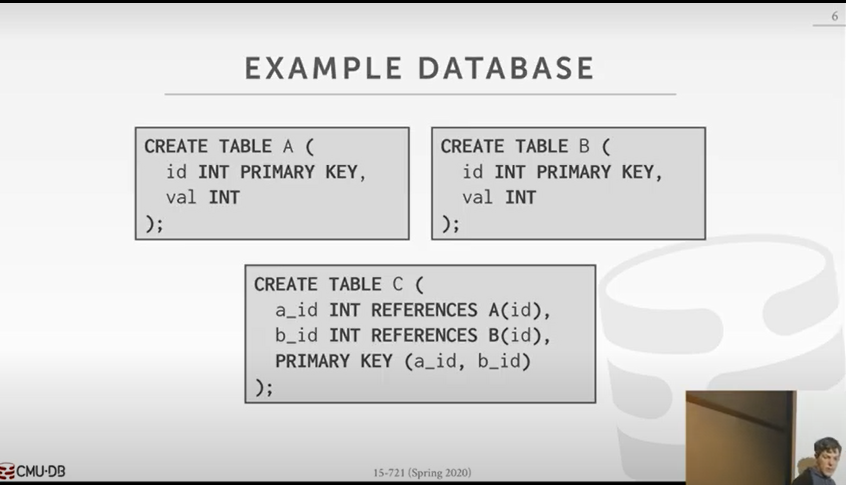 6
EXAMPLE DATABASE
CREATE TABLE A (
id INT PRIMARY KEY,
val INT
);
CREATE TABLE B (
id INT PRIMARY KEY,
val INT
);
CREATE TABLE C (
a_id INT REFERENCES A(id),
b_id INT REFERENCES B(id),
PRIMARY KEY (a_id, b_id)
);
CMU·DB
15-721 (Spring 2020)